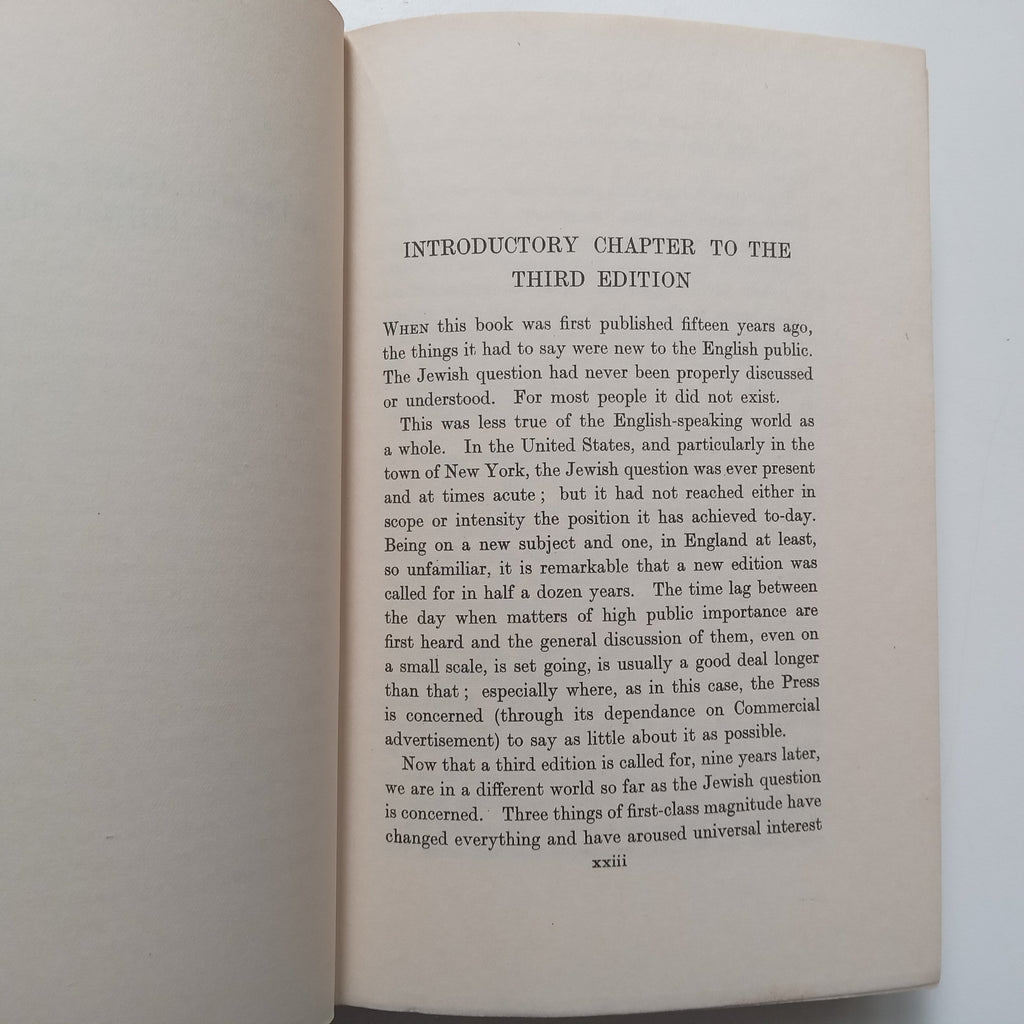 INTRODUCTORY CHAPTER TO THE
THIRD EDITION
WHEN this book was first published fifteen years ago,
the things it had to say were new to the English public.
The Jewish question had never been properly discussed
or understood. For most people it did not exist.
This was less true of the English-speaking world as
a whole. In the United States, and particularly in the
town of New York, the Jewish question was ever present
and at times acute ; but it had not reached either in
scope or intensity the position it has achieved to-day.
Being on a new subject and one, in England at least,
so unfamiliar, it is remarkable that a new edition was
called for in half a dozen years. The time lag between
the day when matters of high public importance are
first heard and the general discussion of them, even on
a small scale, is set going, is usually a good deal longer
than that ; especially where, as in this case, the Press
is concerned (through its dependance on Commercial
advertisement) to say as little about it as possible.
Now that a third edition is called for, nine years later,
we are in a different world so far as the Jewish question
is concerned. Three things of first-class magnitude have
changed everything and have aroused universal interest
xxiii